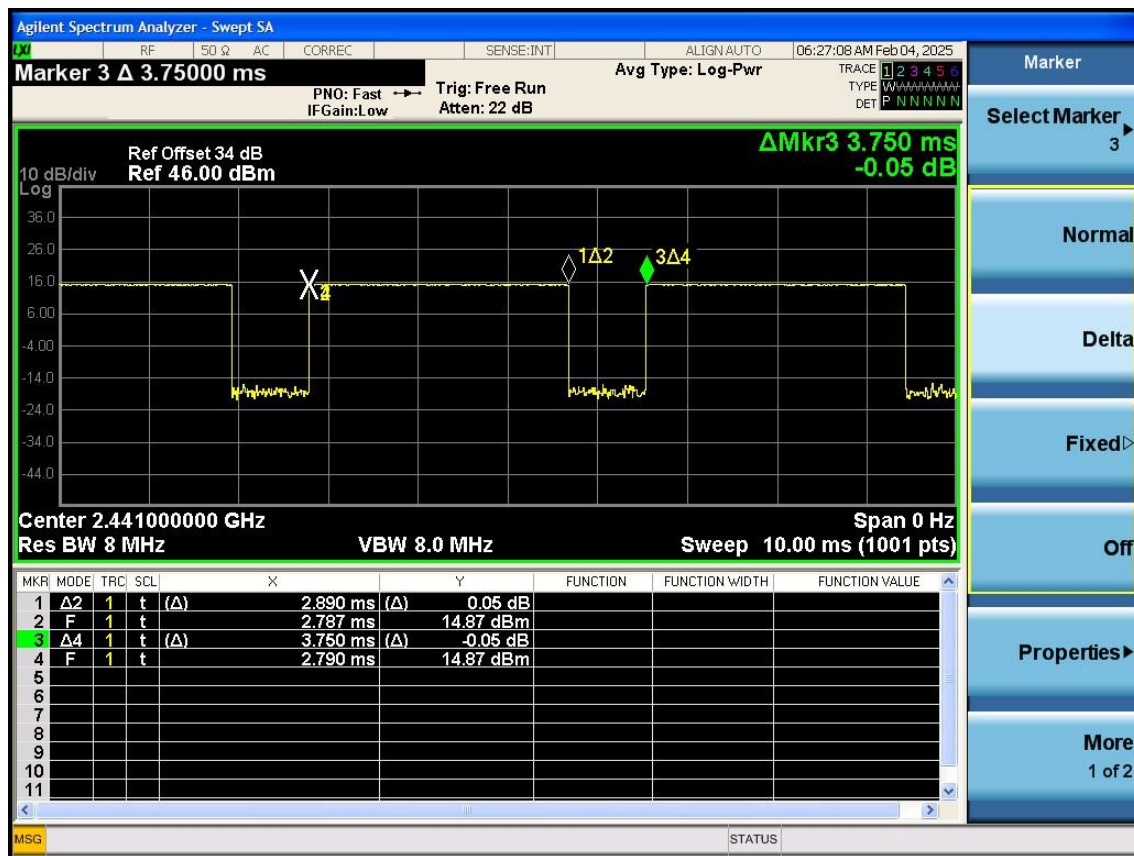 Agilent Spectrum Analyzer - Swept SA
LXI RF 50 Ω AC CORREC SENSE:INT ALIGN AUTO 06:27:08 AM Feb 04, 2025
Marker 3 Δ 3.75000 ms
PNO: Fast
IFGain:Low
Trig: Free Run
Atten: 22 dB
Avg Type: Log-Pwr
TRACE 1 2 3 4 5 6
TYPE WWWWWW
DET P N N N N N
Ref Offset 34 dB
10 dB/div Ref 46.00 dBm
Log
ΔMkr3 3.750 ms
-0.05 dB
36.0
26.0
16.0
6.00
-4.00
-14.0
-24.0
-34.0
-44.0
1Δ2
3Δ4
Center 2.441000000 GHz Span 0 Hz
Res BW 8 MHz VBW 8.0 MHz Sweep 10.00 ms (1001 pts)
MKR MODE TRC SCL X Y FUNCTION FUNCTION WIDTH FUNCTION VALUE
1 Δ2 1 t (Δ) 2.890 ms (Δ) 0.05 dB
2 F 1 t 2.787 ms 14.87 dBm
3 Δ4 1 t (Δ) 3.750 ms (Δ) -0.05 dB
4 F 1 t 2.790 ms 14.87 dBm
5
6
7
8
9
10
11
MSG STATUS
Marker
Select Marker
3
Normal
Delta
Fixed
Off
Properties
More
1 of 2